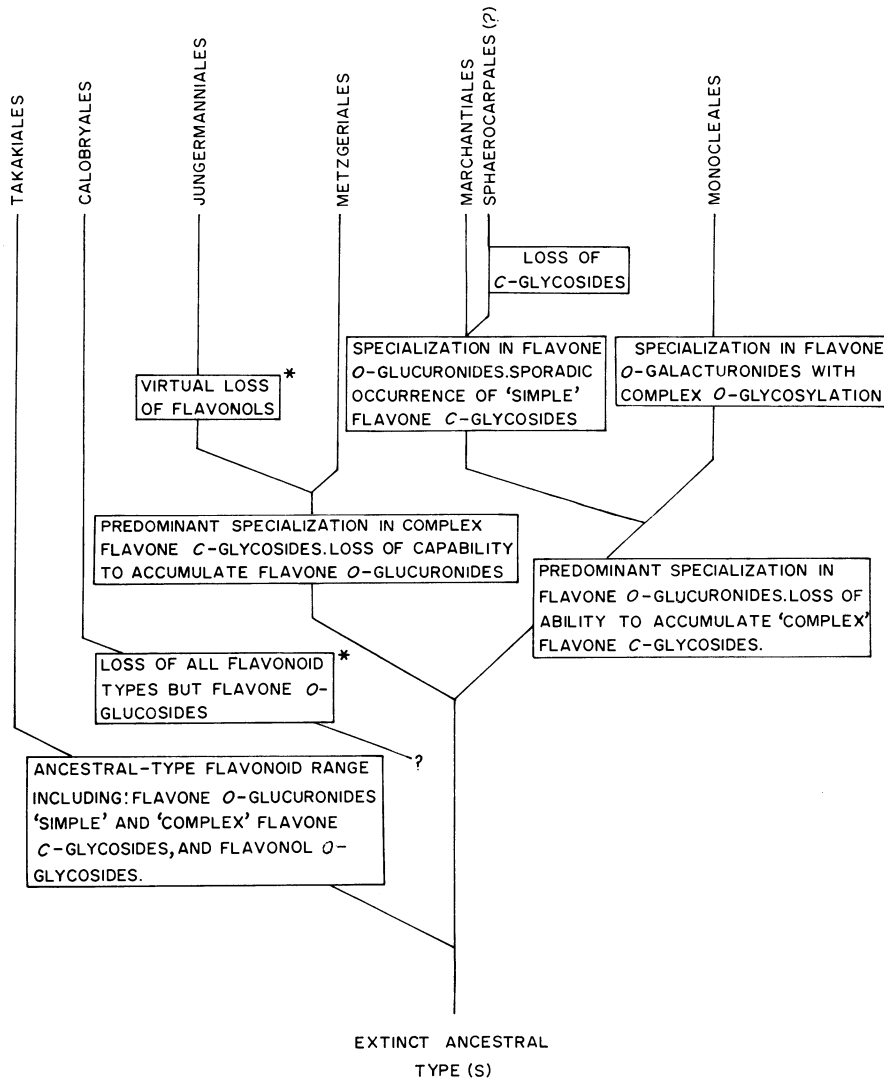 TAKAKIALES
CALOBRYALES
JUNGERMANNIALES
METZGERIALES
MARCHANTIALES
SPHAEROCARPALES (?)
MONOCLEALES
LOSS OF
C-GLYCOSIDES
SPECIALIZATION IN FLAVONE
O-GLUCURONIDES.SPORADIC
OCCURRENCE OF 'SIMPLE'
FLAVONE C-GLYCOSIDES
SPECIALIZATION IN FLAVONE
O-GALACTURONIDES WITH
COMPLEX O-GLYCOSYLATION
VIRTUAL LOSS
OF FLAVONOLS
*
PREDOMINANT SPECIALIZATION IN COMPLEX
FLAVONE C-GLYCOSIDES.LOSS OF CAPABILITY
TO ACCUMULATE FLAVONE O-GLUCURONIDES
PREDOMINANT SPECIALIZATION IN
FLAVONE O-GLUCURONIDES.LOSS OF
ABILITY TO ACCUMULATE 'COMPLEX'
FLAVONE C-GLYCOSIDES.
LOSS OF ALL FLAVONOID
TYPES BUT FLAVONE O-
GLUCOSIDES
*
?
ANCESTRAL-TYPE FLAVONOID RANGE
INCLUDING: FLAVONE O-GLUCURONIDES
'SIMPLE' AND 'COMPLEX' FLAVONE
C-GLYCOSIDES, AND FLAVONOL O-
GLYCOSIDES.
EXTINCT ANCESTRAL
TYPE (S)